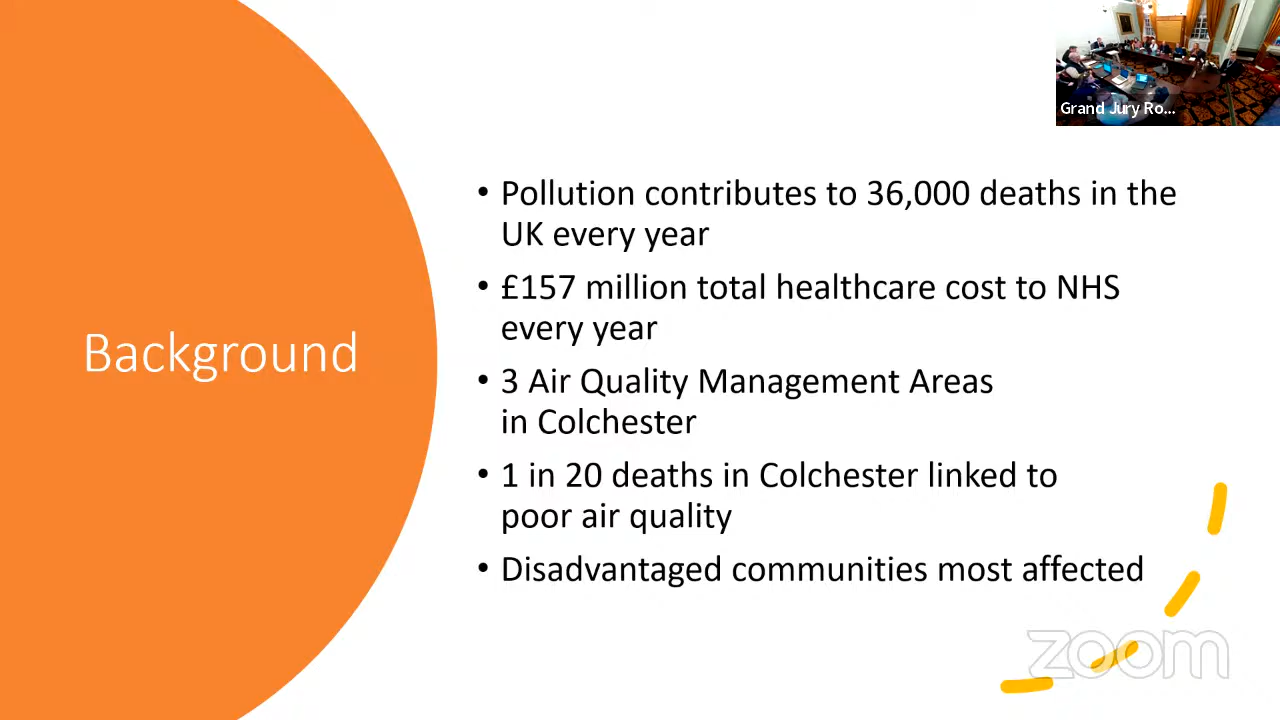 Grand Jury Ro...
• Pollution contributes to 36,000 deaths in the
UK every year
• £157 million total healthcare cost to NHS
every year
Background
• 3 Air Quality Management Areas
in Colchester
• 1 in 20 deaths in Colchester linked to
poor air quality
• Disadvantaged communities most affected
zoom